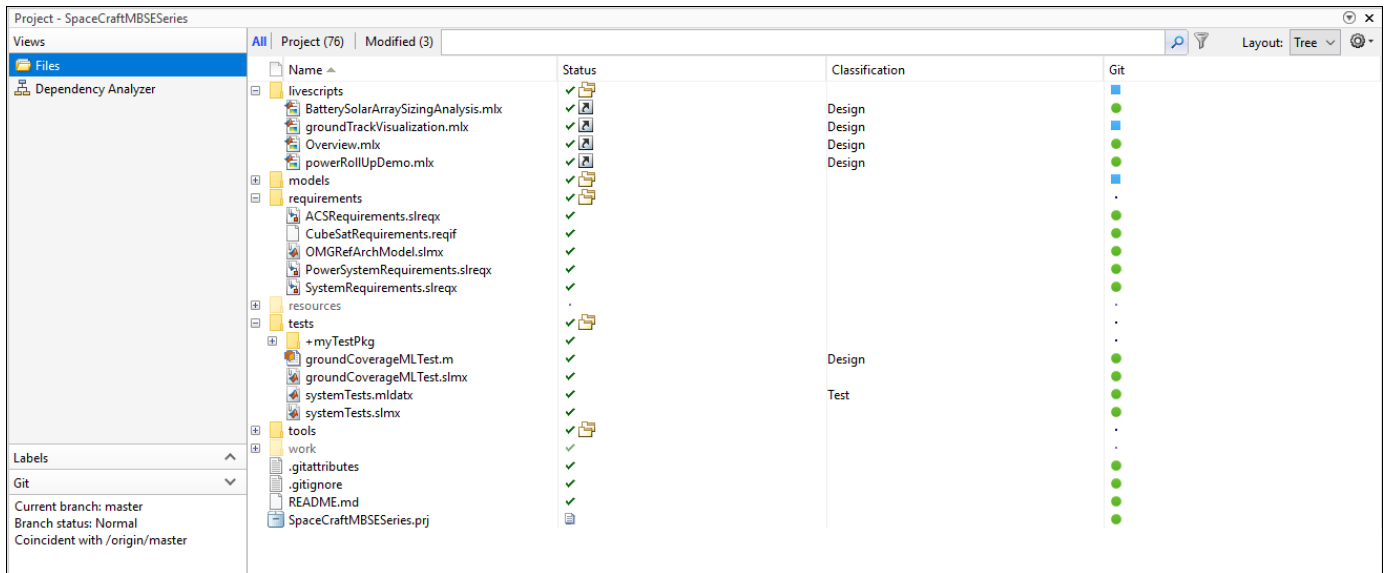 Project - SpaceCraftMBSESeries
Views
All Project (76) Modified (3) Layout: Tree
Files
Name Status Classification Git
Dependency Analyzer
livescripts
BatterySolarArraySizingAnalysis.mlx Design
groundTrackVisualization.mlx Design
Overview.mlx Design
powerRollUpDemo.mlx Design
models
requirements
ACSRequirements.slreqx
CubeSatRequirements.reqif
OMGRefArchModel.slmx
PowerSystemRequirements.slreqx
SystemRequirements.slreqx
resources
tests
+myTestPkg
groundCoverageMLTest.m Design
groundCoverageMLTest.slmx
systemTests.mldatx Test
systemTests.slmx
tools
work
Labels
.gitattributes
Git
.gitignore
Current branch: master
README.md
Branch status: Normal
SpaceCraftMBSESeries.prj
Coincident with /origin/master